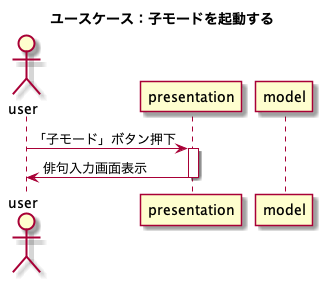 ユースケース：子モードを起動する
user
presentation
model
「子モード」ボタン押下
俳句入力画面表示
user
presentation
model